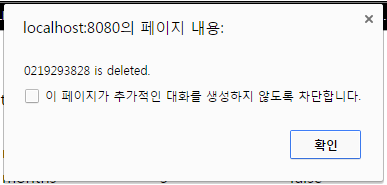 localhost:8080의 페이지 내용:
0219293828 is deleted.
이 페이지가 추가적인 대화를 생성하지 않도록 차단합니다.
확인